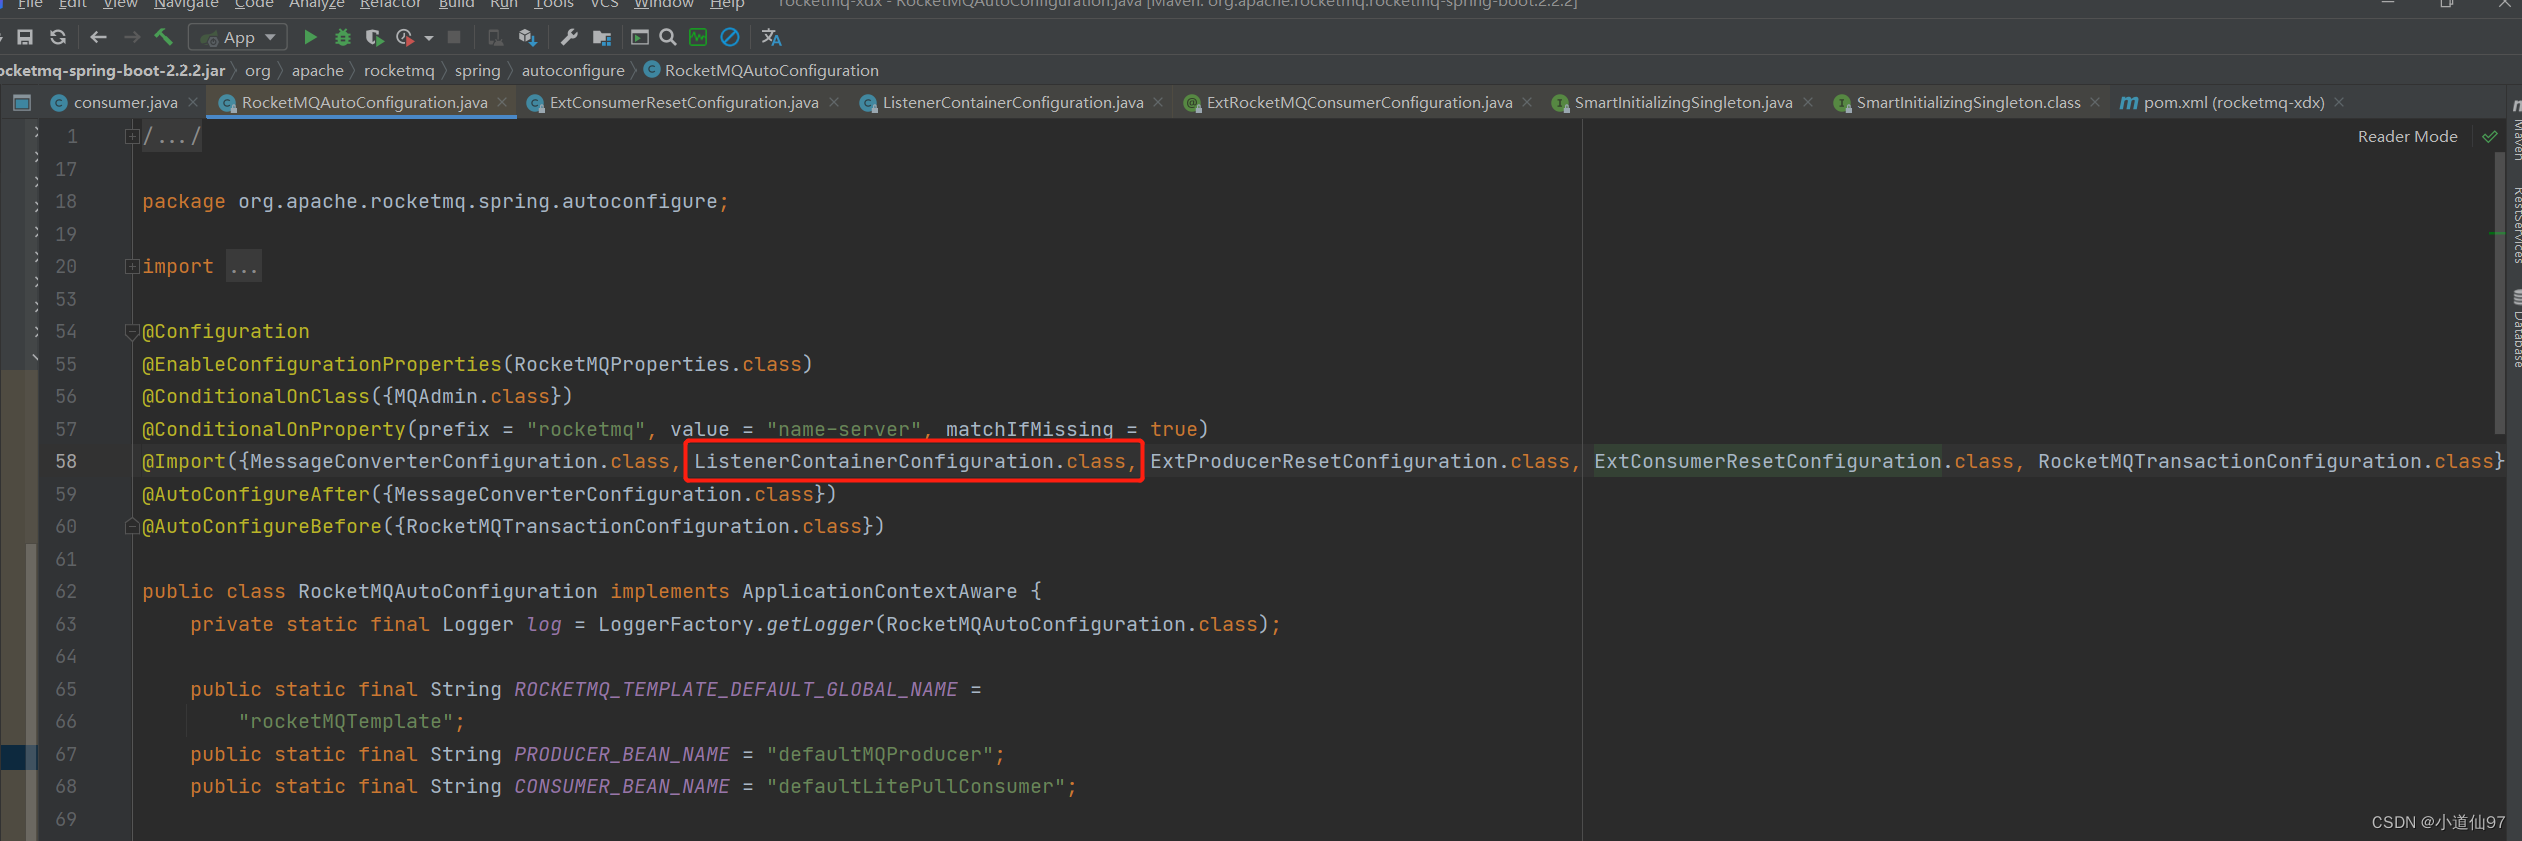 File Edit View Navigate Code Analyze Refactor Build Run Tools VCS Window Help rocketmq-xdx - RocketMQAutoConfiguration.java [Maven: org.apache.rocketmq:rocketmq-spring-boot:2.2.2]
App
ocketmq-spring-boot-2.2.2.jar org apache rocketmq spring autoconfigure RocketMQAutoConfiguration
consumer.java RocketMQAutoConfiguration.java ExtConsumerResetConfiguration.java ListenerContainerConfiguration.java ExtRocketMQConsumerConfiguration.java SmartInitializingSingleton.java SmartInitializingSingleton.class pom.xml (rocketmq-xdx)
Reader Mode
Maven
RestServices
Database
1 /.../
17
18 package org.apache.rocketmq.spring.autoconfigure;
19
20 import ...
53
54 @Configuration
55 @EnableConfigurationProperties(RocketMQProperties.class)
56 @ConditionalOnClass({MQAdmin.class})
57 @ConditionalOnProperty(prefix = "rocketmq", value = "name-server", matchIfMissing = true)
58 @Import({MessageConverterConfiguration.class, ListenerContainerConfiguration.class, ExtProducerResetConfiguration.class, ExtConsumerResetConfiguration.class, RocketMQTransactionConfiguration.class}
59 @AutoConfigureAfter({MessageConverterConfiguration.class})
60 @AutoConfigureBefore({RocketMQTransactionConfiguration.class})
61
62 public class RocketMQAutoConfiguration implements ApplicationContextAware {
63 private static final Logger log = LoggerFactory.getLogger(RocketMQAutoConfiguration.class);
64
65 public static final String ROCKETMQ_TEMPLATE_DEFAULT_GLOBAL_NAME =
66 "rocketMQTemplate";
67 public static final String PRODUCER_BEAN_NAME = "defaultMQProducer";
68 public static final String CONSUMER_BEAN_NAME = "defaultLitePullConsumer";
69
CSDN @小道仙97